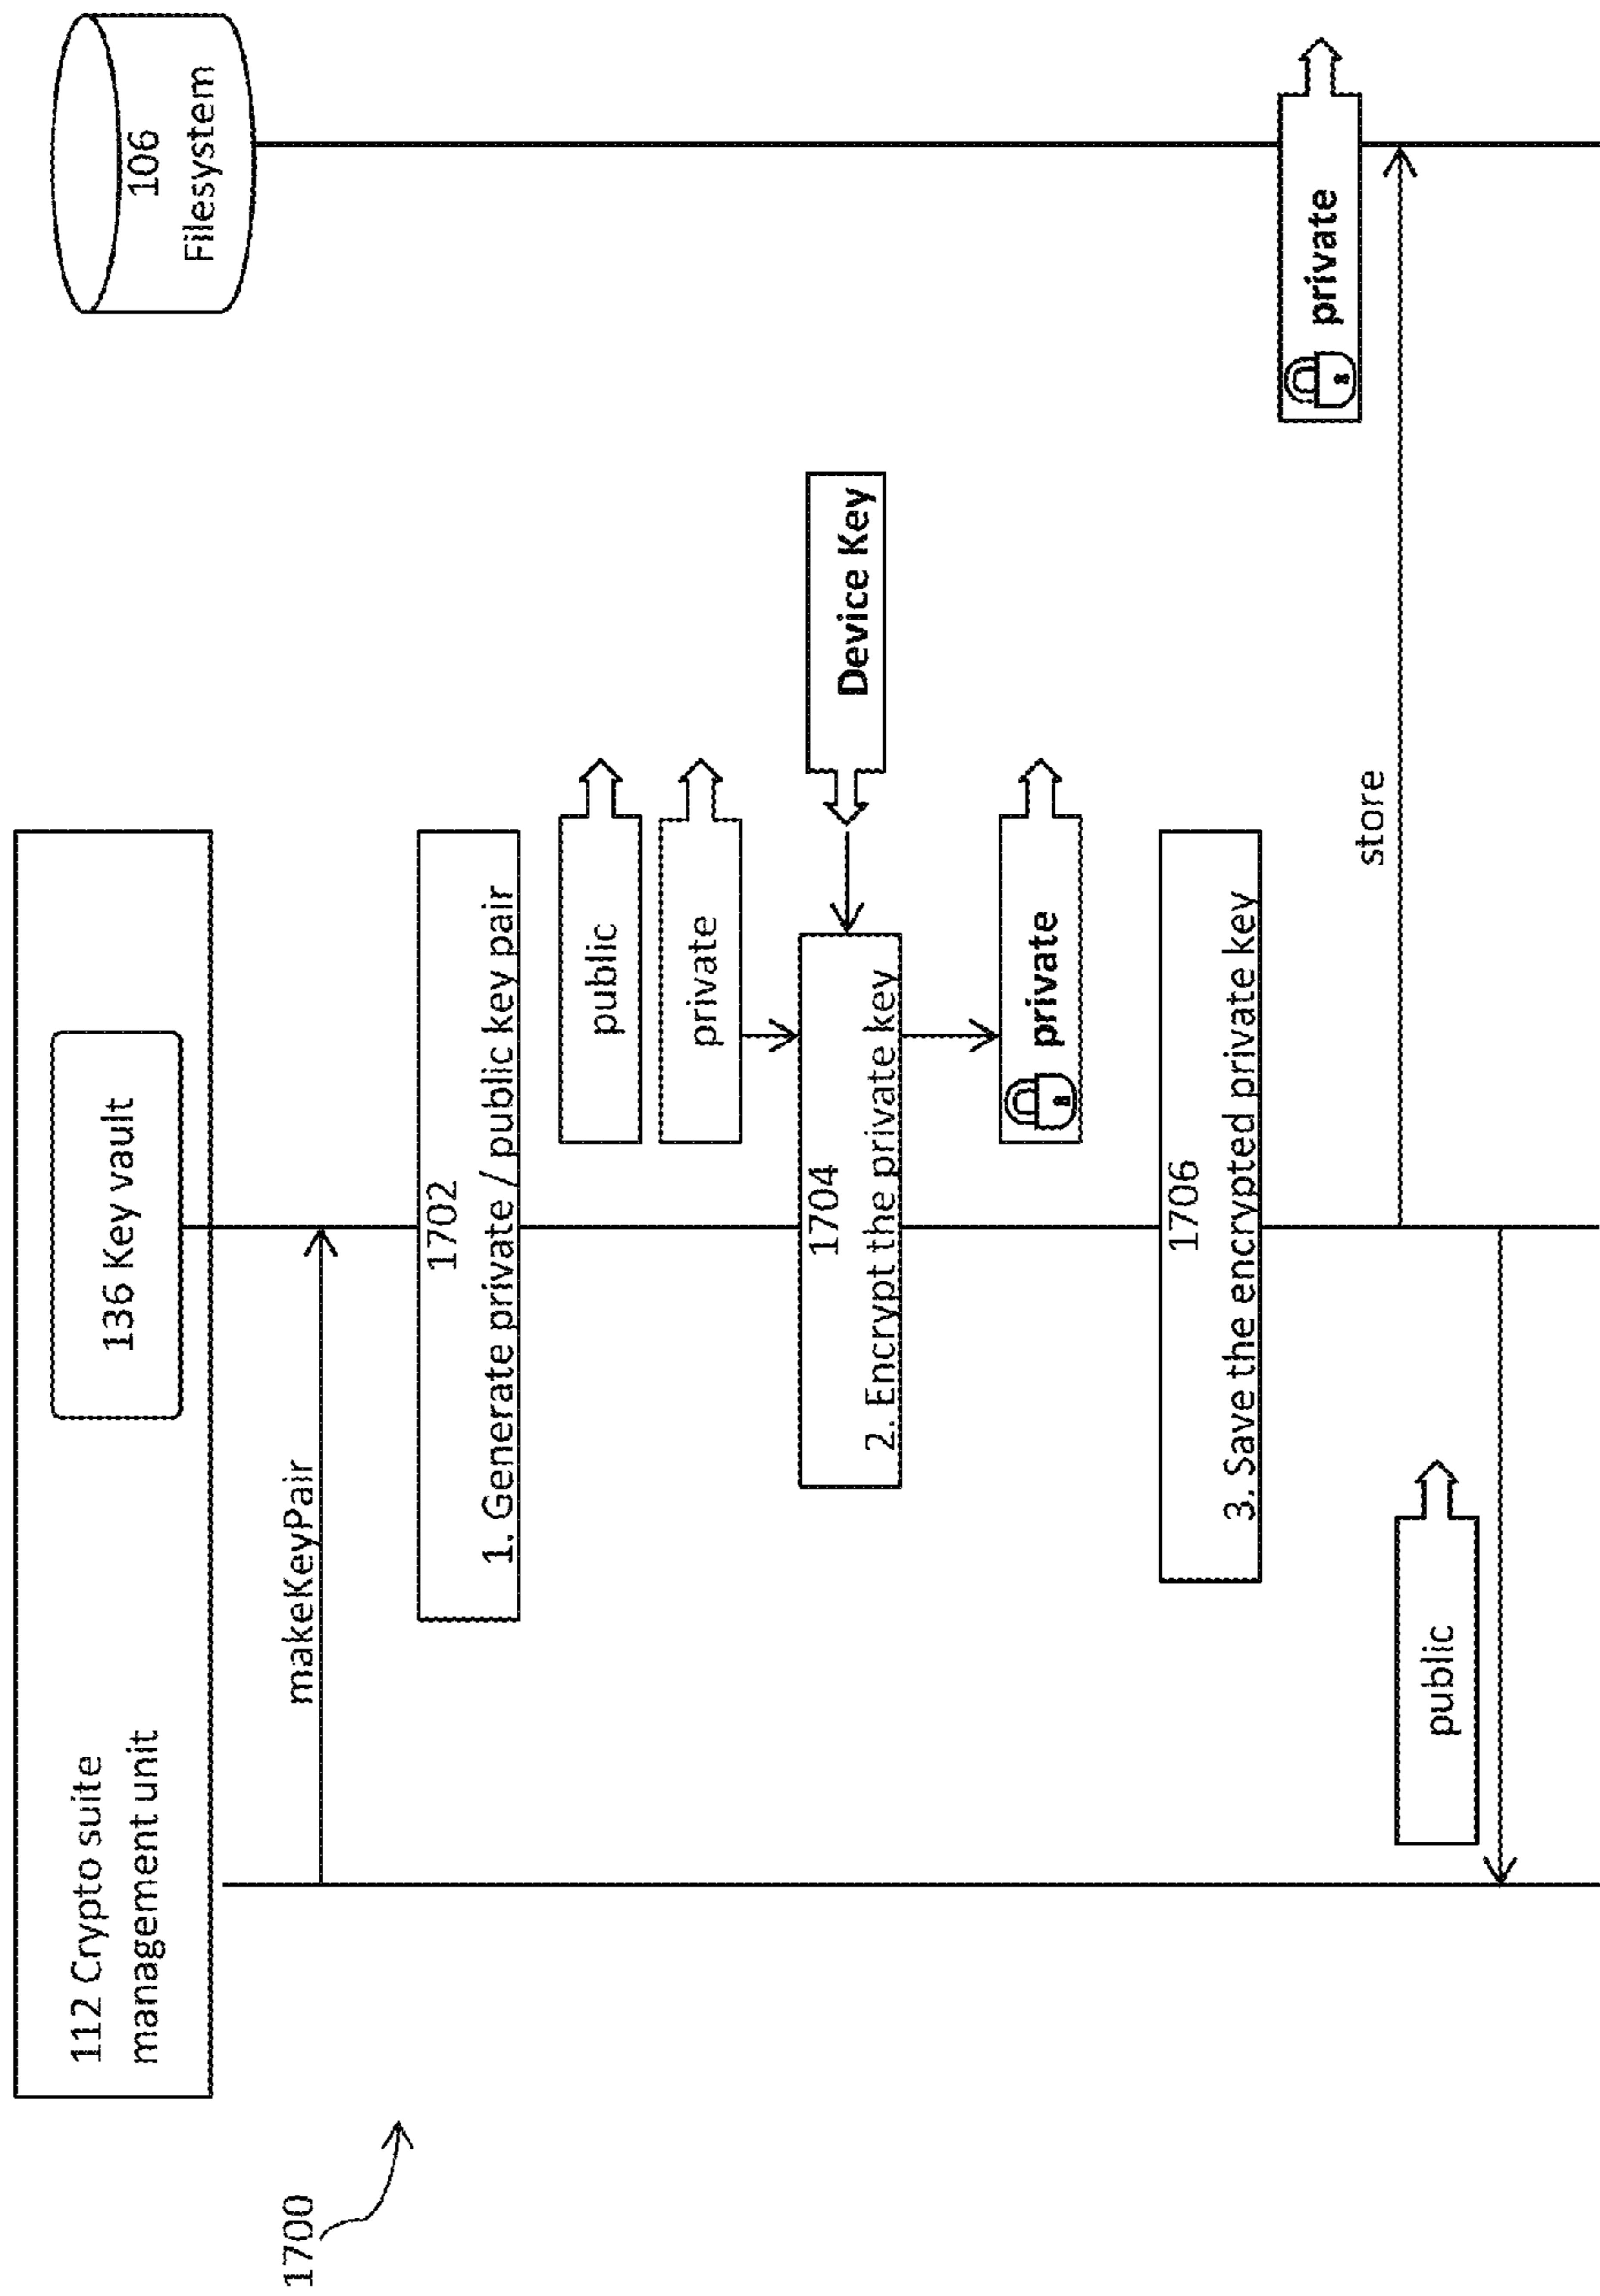 1700
112 Crypto suite
management unit
136 Key vault
106
Filesystem
makeKeyPair
1702
1. Generate private / public key pair
public
private
1704
2. Encrypt the private key
Device Key
private
1706
3. Save the encrypted private key
private
store
public